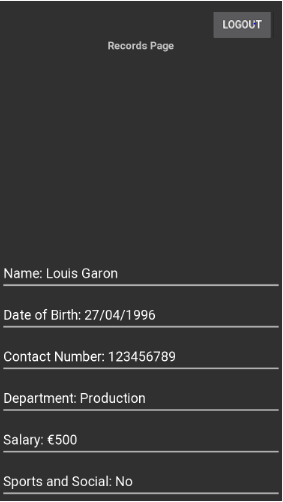 LOGOUT
Records Page
Name: Louis Garon
Date of Birth: 27/04/1996
Contact Number: 123456789
Department: Production
Salary: €500
Sports and Social: No